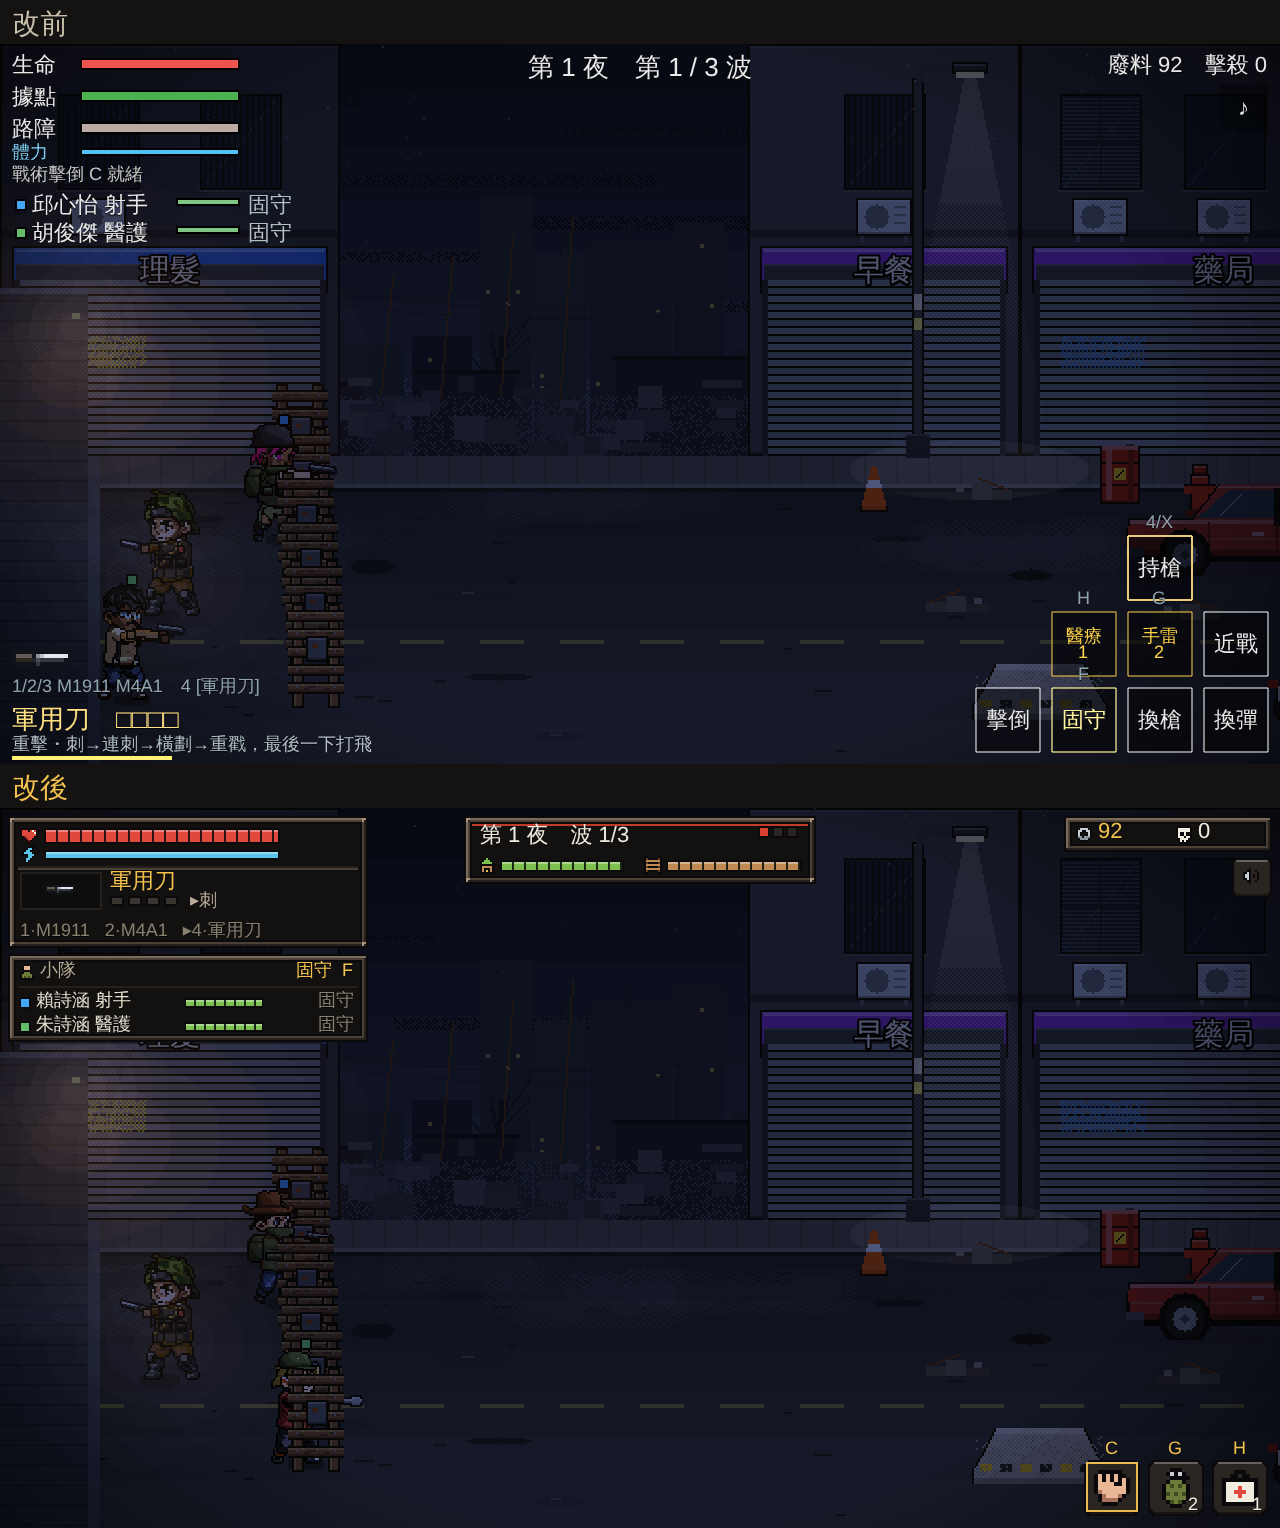 改前
生命
第 1 夜　第 1 / 3 波
廢料 92　擊殺 0
據點
♪
路障
體力
戰術擊倒 C 就緒
邱心怡 射手　固守
胡俊傑 醫護　固守
理髮
早餐
藥局
4/X
持槍
H
G
醫療
1
手雷
2
近戰
F
擊倒
固守
換槍
換彈
1/2/3 M1911 M4A1　4 [軍用刀]
軍用刀　□□□□
重擊・刺→連刺→橫劃→重戳，最後一下打飛
改後
第 1 夜　波 1/3
92
0
軍用刀
▸刺
1·M1911　2·M4A1　▸4·軍用刀
小隊　固守 F
賴詩涵 射手　固守
朱詩涵 醫護　固守
早餐
藥局
C
G
H
2
1